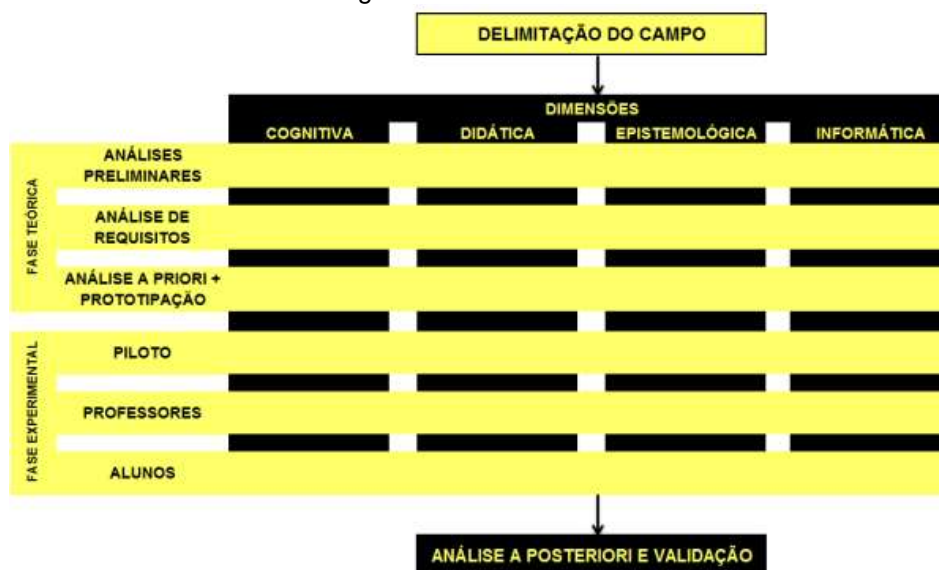 DELIMITAÇÃO DO CAMPO
DIMENSÕES
COGNITIVA DIDÁTICA EPISTEMOLÓGICA INFORMÁTICA
FASE TEÓRICA
ANÁLISES
PRELIMINARES
ANÁLISE DE
REQUISITOS
ANÁLISE A PRIORI +
PROTOTIPAÇÃO
FASE EXPERIMENTAL
PILOTO
PROFESSORES
ALUNOS
ANÁLISE A POSTERIORI E VALIDAÇÃO